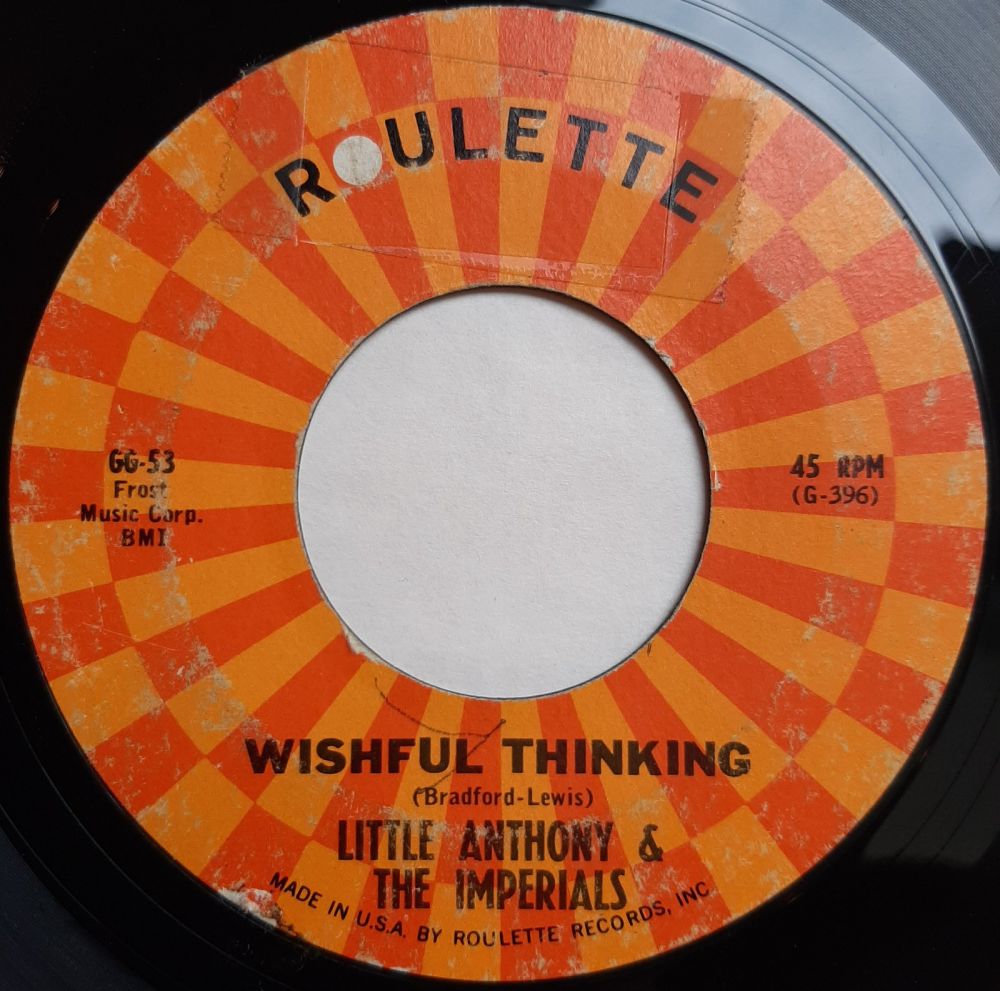 ROULETTE
GG-53
Frost
Music Corp.
BMI
45 RPM
(G-396)
WISHFUL THINKING
(Bradford-Lewis)
LITTLE ANTHONY &
THE IMPERIALS
MADE IN U.S.A. BY ROULETTE RECORDS, INC